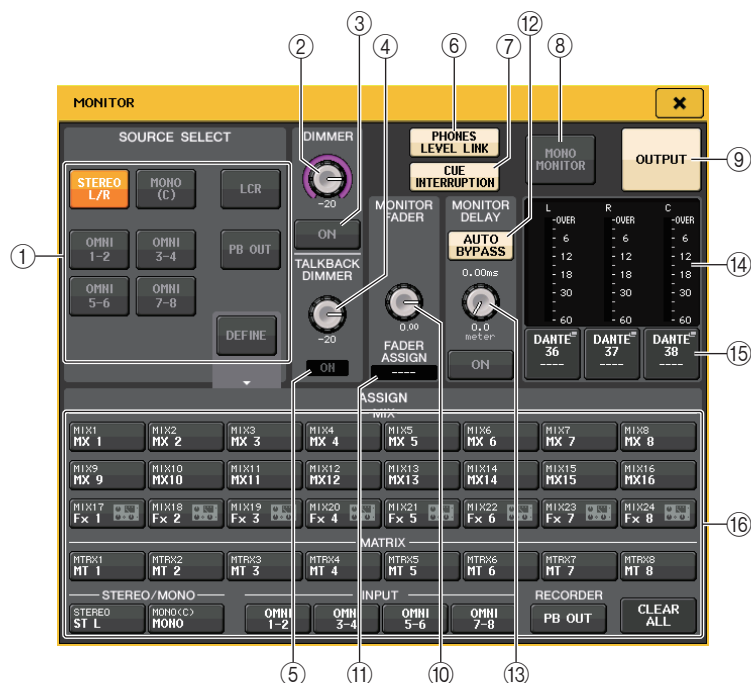 ② ③ ④ ⑥ ⑦ ⑫ ⑧
MONITOR
SOURCE SELECT
DIMMER
PHONES
LEVEL LINK
MONO
MONITOR
OUTPUT
⑨
STEREO
L/R
MONO
(C)
LCR
-20
CUE
INTERRUPTION
①
OMNI
1-2
OMNI
3-4
PB OUT
ON
MONITOR
FADER
MONITOR
DELAY
AUTO
BYPASS
L R C
-OVER -OVER -OVER
- 6 - 6 - 6
- 12 - 12 - 12
- 18 - 18 - 18
- 30 - 30 - 30
- 60 - 60 - 60
⑭
OMNI
5-6
OMNI
7-8
DEFINE
TALKBACK
DIMMER
-20
ON
0.00
FADER
ASSIGN
----
0.00ms
0.0
meter
ON
DANTE
36
----
DANTE
37
----
DANTE
38
----
⑮
ASSIGN
MIX
MIX1 MIX2 MIX3 MIX4 MIX5 MIX6 MIX7 MIX8
MX 1 MX 2 MX 3 MX 4 MX 5 MX 6 MX 7 MX 8
MIX9 MIX10 MIX11 MIX12 MIX13 MIX14 MIX15 MIX16
MX 9 MX10 MX11 MX12 MX13 MX14 MX15 MX16
MIX17 MIX18 MIX19 MIX20 MIX21 MIX22 MIX23 MIX24
Fx 1 Fx 2 Fx 3 Fx 4 Fx 5 Fx 6 Fx 7 Fx 8
⑯
MATRIX
MTRX1 MTRX2 MTRX3 MTRX4 MTRX5 MTRX6 MTRX7 MTRX8
MT 1 MT 2 MT 3 MT 4 MT 5 MT 6 MT 7 MT 8
STEREO/MONO INPUT RECORDER
STEREO
ST L
MONO(C)
MONO
OMNI
1-2
OMNI
3-4
OMNI
5-6
OMNI
7-8
PB OUT
CLEAR
ALL
⑤ ⑪ ⑩ ⑬